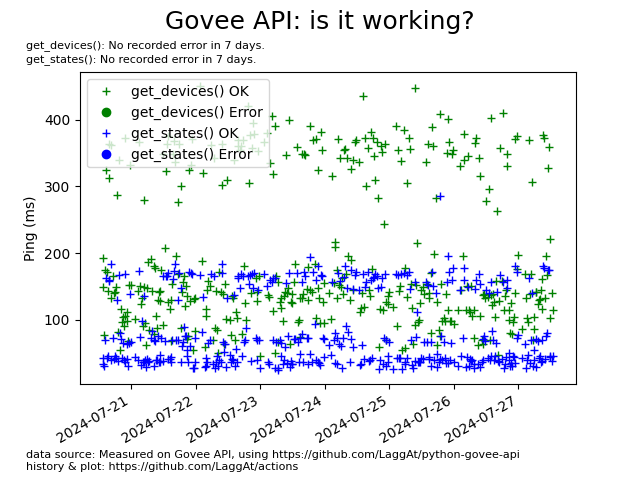 Govee API: is it working?
get_devices(): No recorded error in 7 days.
get_states(): No recorded error in 7 days.
get_devices() OK
get_devices() Error
get_states() OK
get_states() Error
Ping (ms)
400
300
200
100
2024-07-21
2024-07-22
2024-07-23
2024-07-24
2024-07-25
2024-07-26
2024-07-27
data source: Measured on Govee API, using https://github.com/LaggAt/python-govee-api
history & plot: https://github.com/LaggAt/actions